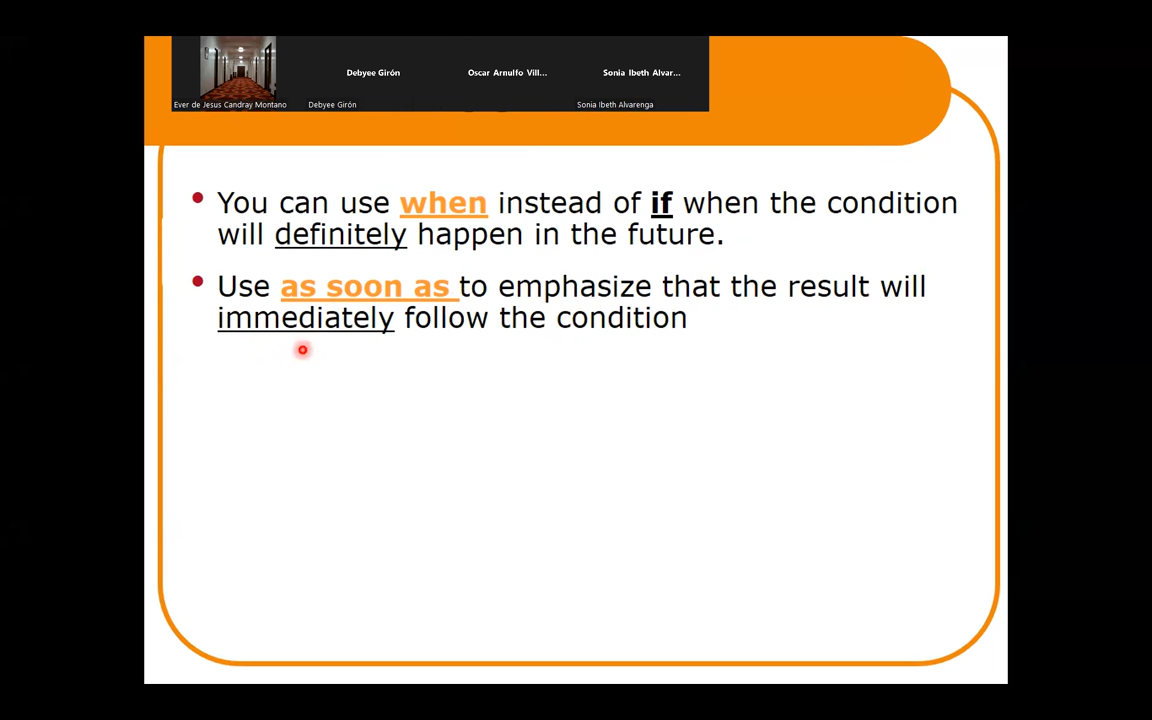 Debyee Girón
Oscar Arnulfo Vill...
Sonia Ibeth Alvar...
Ever de Jesus Candray Montano
Debyee Girón
Sonia Ibeth Alvarenga
• You can use when instead of if when the condition
will definitely happen in the future.
• Use as soon as to emphasize that the result will
immediately follow the condition